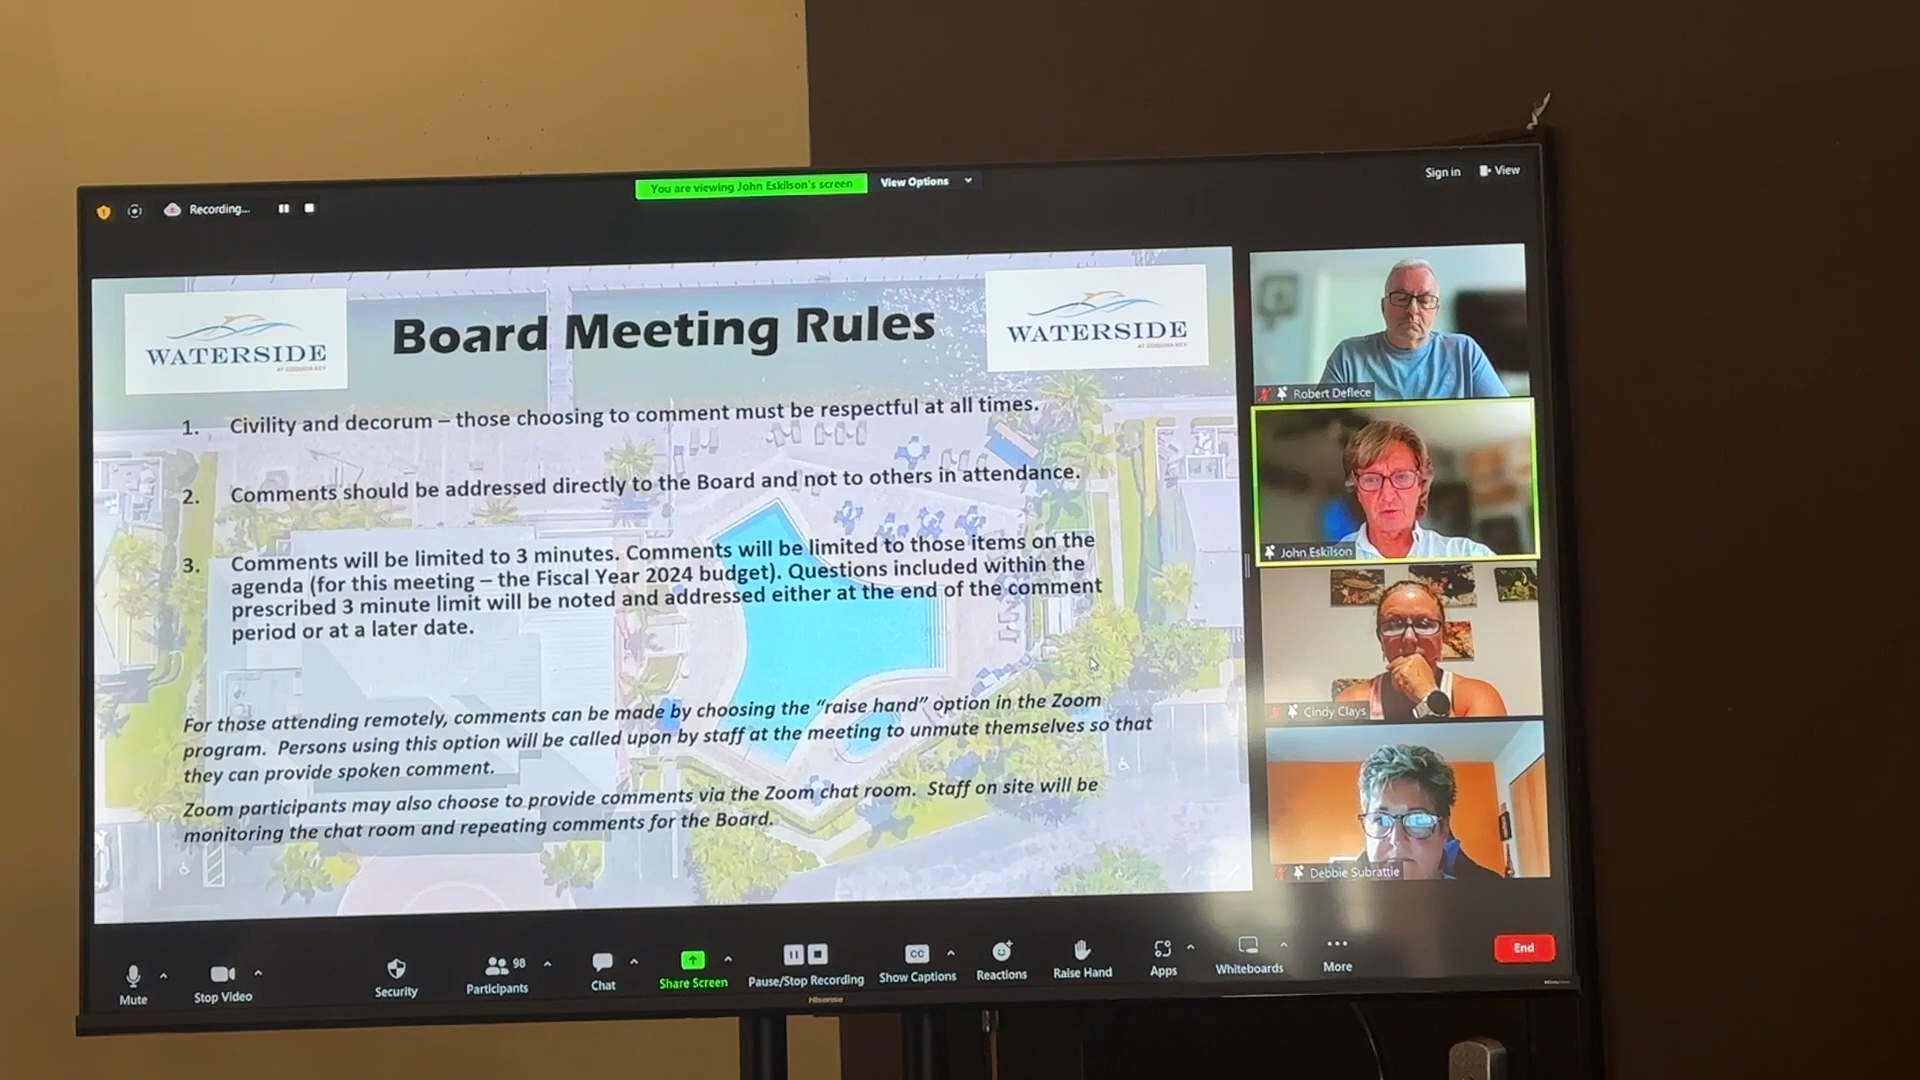 You are viewing John Eskilson's screen
View Options
Sign in
View
Recording...
WATERSIDE
AT COQUINA KEY
Board Meeting Rules
WATERSIDE
AT COQUINA KEY
1. Civility and decorum – those choosing to comment must be respectful at all times.
2. Comments should be addressed directly to the Board and not to others in attendance.
3. Comments will be limited to 3 minutes. Comments will be limited to those items on the
agenda (for this meeting – the Fiscal Year 2024 budget). Questions included within the
prescribed 3 minute limit will be noted and addressed either at the end of the comment
period or at a later date.
For those attending remotely, comments can be made by choosing the “raise hand” option in the Zoom
program. Persons using this option will be called upon by staff at the meeting to unmute themselves so that
they can provide spoken comment.
Zoom participants may also choose to provide comments via the Zoom chat room. Staff on site will be
monitoring the chat room and repeating comments for the Board.
Robert Deflece
John Eskilson
Cindy Clays
Debbie Subrattie
Mute
Stop Video
Security
98
Participants
Chat
Share Screen
Pause/Stop Recording
CC
Show Captions
Reactions
Raise Hand
Apps
Whiteboards
More
End
Hisense